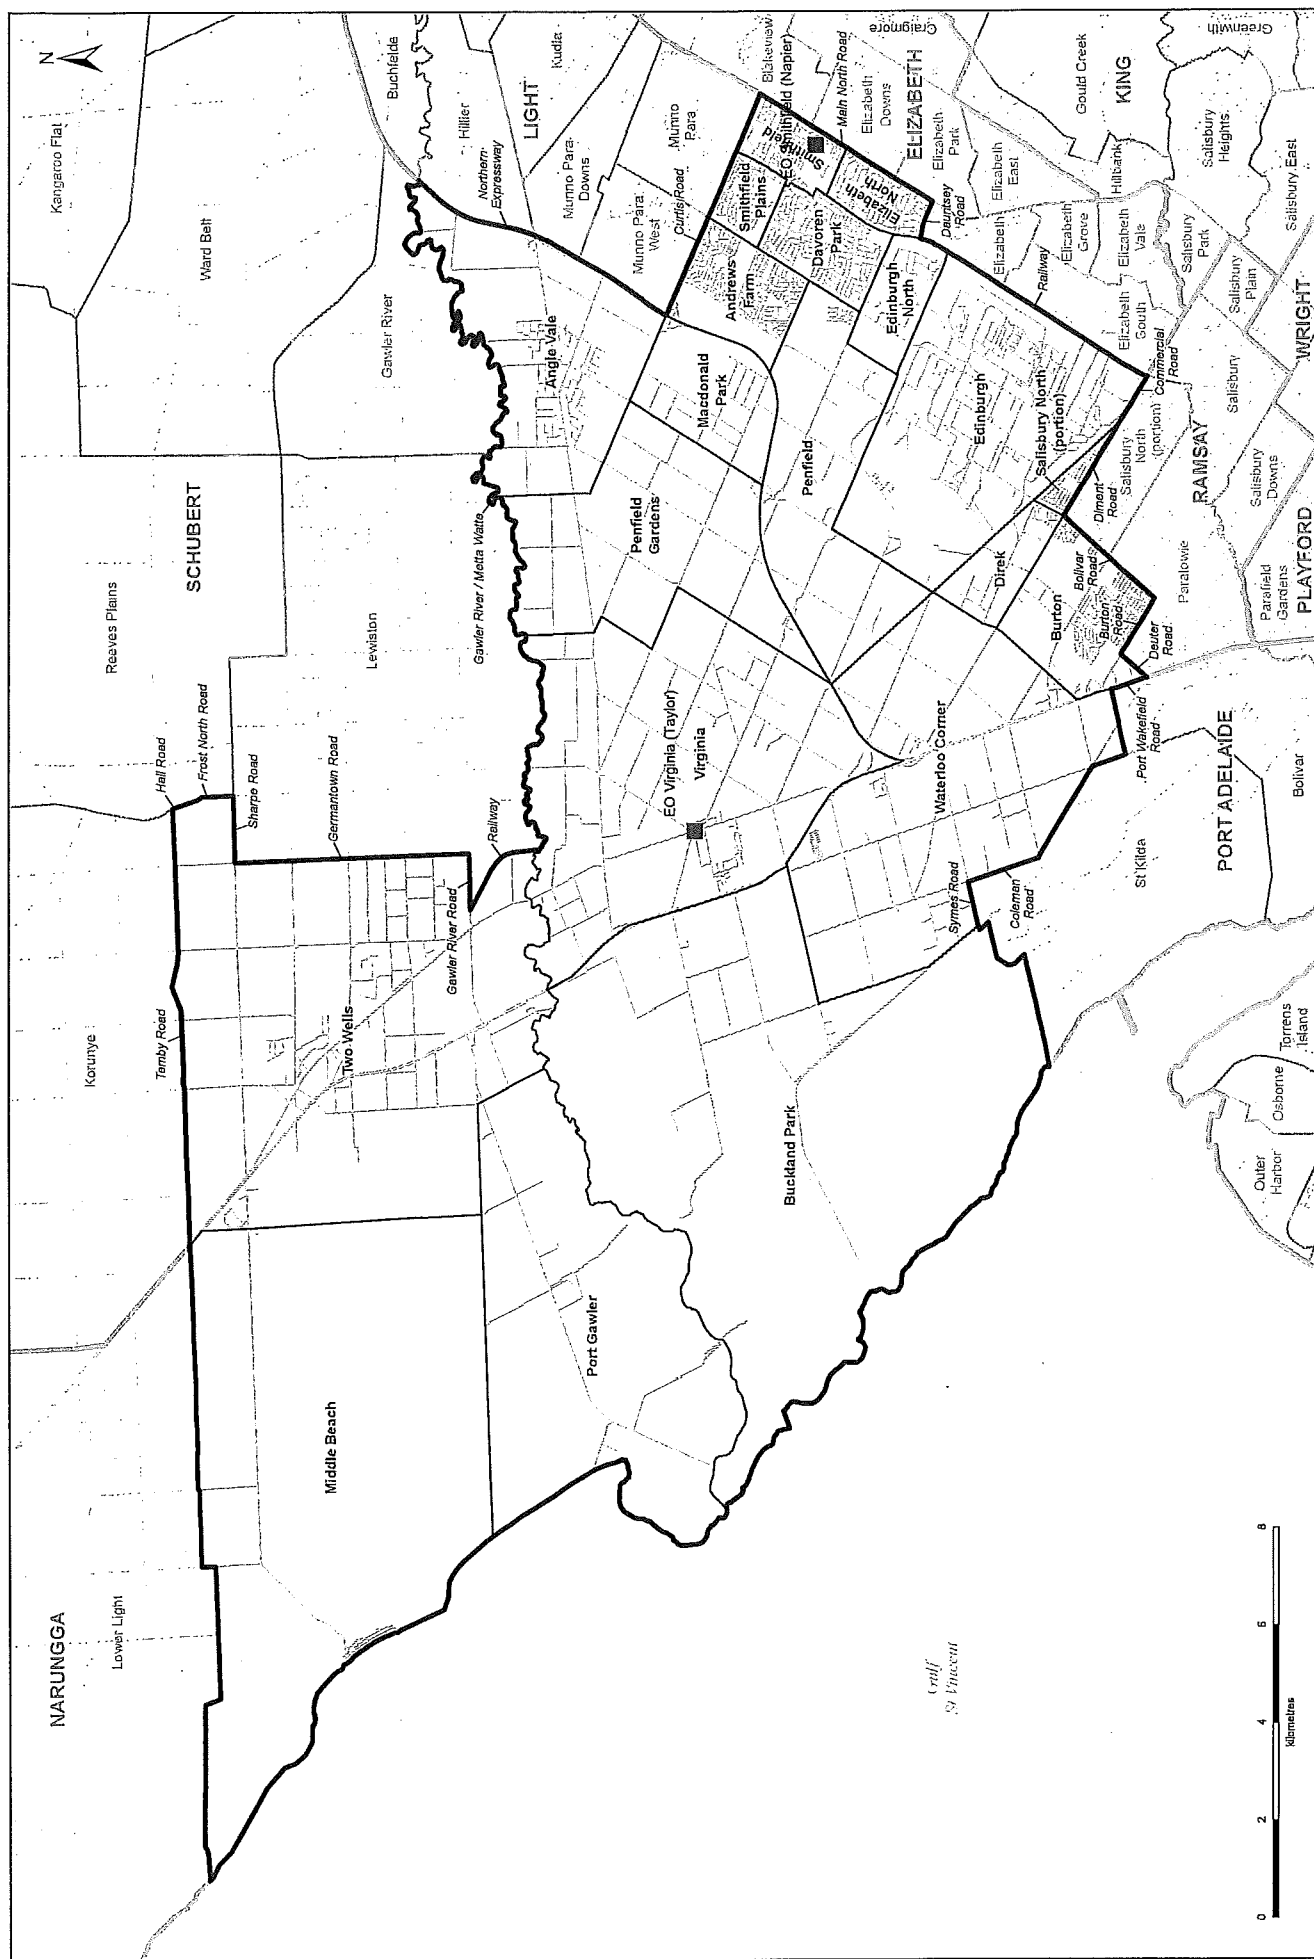 N
Kangaroo Flat
Buchfelde
Kudla
Hillier
LIGHT
Ward Belt
Northern
Expressway
Munno Para
Downs
Munno
Para
Blakeview
Craigmore
Greenwith
Gould Creek
KING
Munno Para
West
Curtis Road
Smithfield
Plains
Smithfield
EO Smithfield (Napier)
Main North Road
Elizabeth
Downs
ELIZABETH
Elizabeth
Park
Elizabeth
North
Dauntsey
Road
Elizabeth
East
Hillbank
Salisbury
Heights
Gawler River
Angle Vale
Andrews
Farm
Davoren
Park
Edinburgh
North
Elizabeth
Elizabeth
Grove
Elizabeth
Vale
Salisbury
Park
Salisbury East
Railway
Elizabeth
South
Salisbury
Plain
Commercial
Road
WRIGHT
Macdonald
Park
Edinburgh
Salisbury North
(portion)
Salisbury
North
(portion)
Salisbury
RAMSAY
SCHUBERT
Reeves Plains
Lewiston
Gawler River / Metta Watte
Penfield
Gardens
Penfield
Direk
Diment
Road
Salisbury
Downs
Burton
Bolivar
Road
Burton
Road
Paralowie
Parafield
Gardens
PLAYFORD
Deuter
Road
Hall Road
Frost North Road
Sharpe Road
Germantown Road
Railway
EO Virginia (Taylor)
Virginia
Waterloo Corner
Port Wakefield
Road
PORT ADELAIDE
Bolivar
Gawler River Road
Symes Road
Coleman
Road
St Kilda
Korunye
Temby Road
Two Wells
Buckland Park
Torrens
Island
Osborne
Outer
Harbor
Port Gawler
Middle Beach
NARUNGGA
Lower Light
Gulf
St Vincent
0 2 4 6 8
kilometres